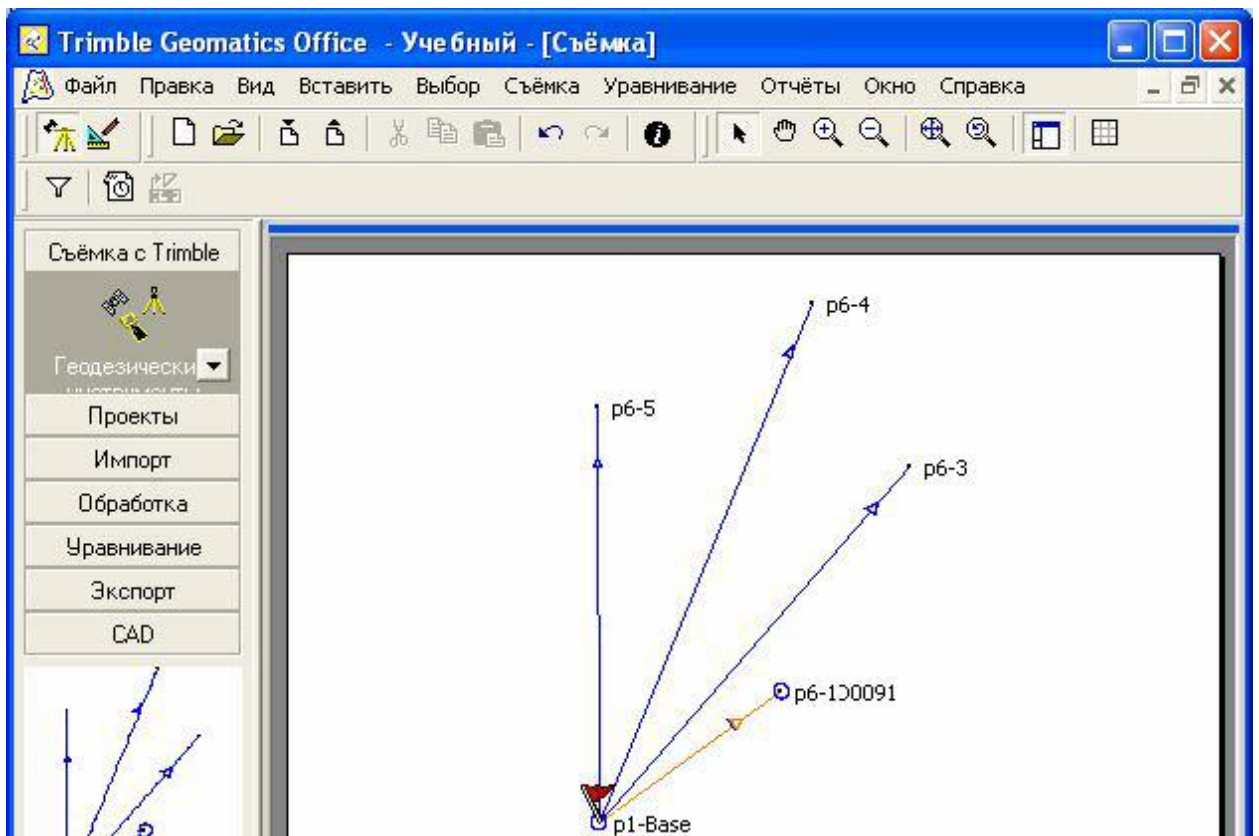 Trimble Geomatics Office - Учебный - [Съёмка]
Файл Правка Вид Вставить Выбор Съёмка Уравнивание Отчёты Окно Справка
Съёмка с Trimble
Геодезически
Проекты
Импорт
Обработка
Уравнивание
Экспорт
CAD
p6-4
p6-5
p6-3
p1-Base